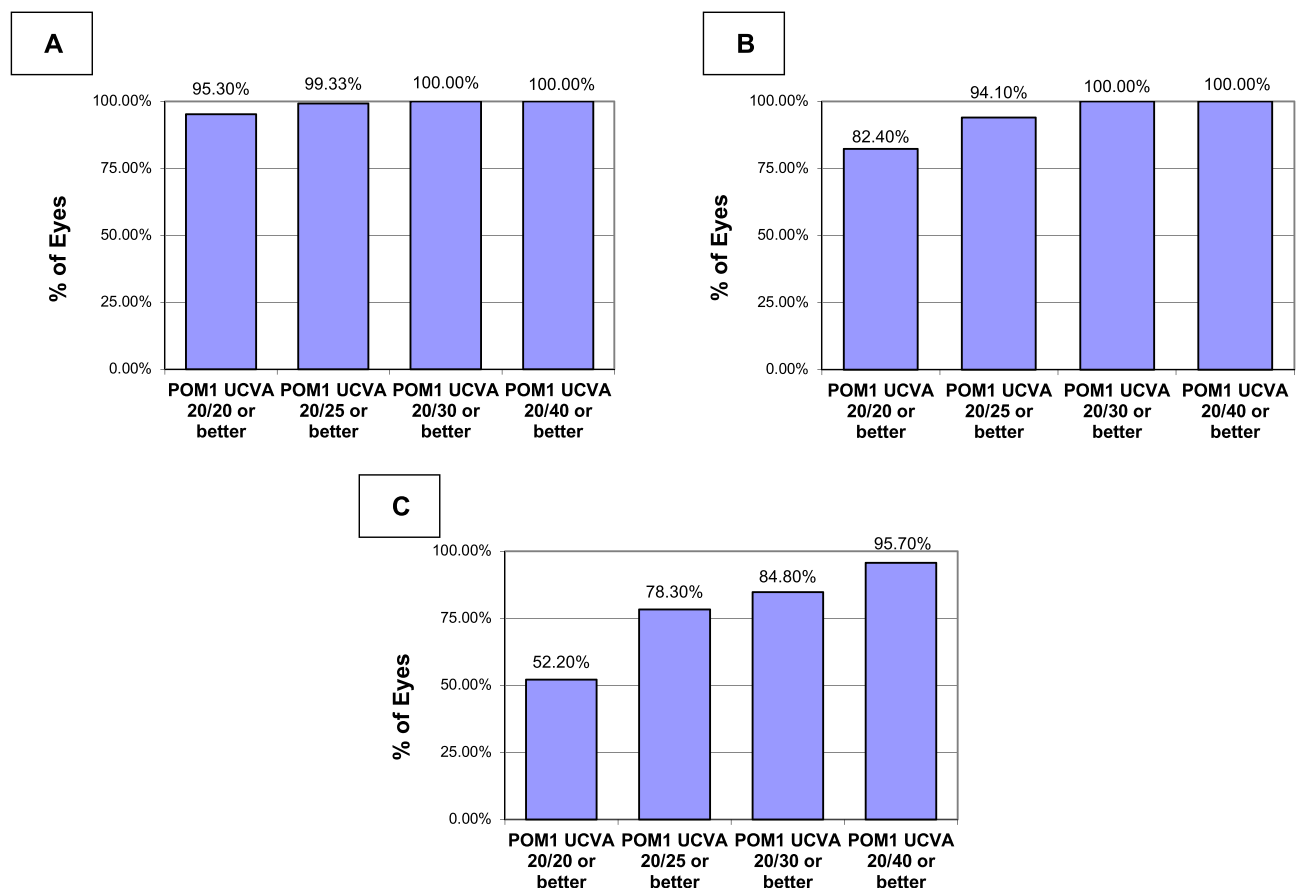 A
95.30%
99.33%
100.00%
100.00%
100.00%
75.00%
50.00%
25.00%
0.00%
% of Eyes
POM1 UCVA
20/20 or
better
POM1 UCVA
20/25 or
better
POM1 UCVA
20/30 or
better
POM1 UCVA
20/40 or
better
B
82.40%
94.10%
100.00%
100.00%
100.00%
75.00%
50.00%
25.00%
0.00%
% of Eyes
POM1 UCVA
20/20 or
better
POM1 UCVA
20/25 or
better
POM1 UCVA
20/30 or
better
POM1 UCVA
20/40 or
better
C
52.20%
78.30%
84.80%
95.70%
100.00%
75.00%
50.00%
25.00%
0.00%
% of Eyes
POM1 UCVA
20/20 or
better
POM1 UCVA
20/25 or
better
POM1 UCVA
20/30 or
better
POM1 UCVA
20/40 or
better